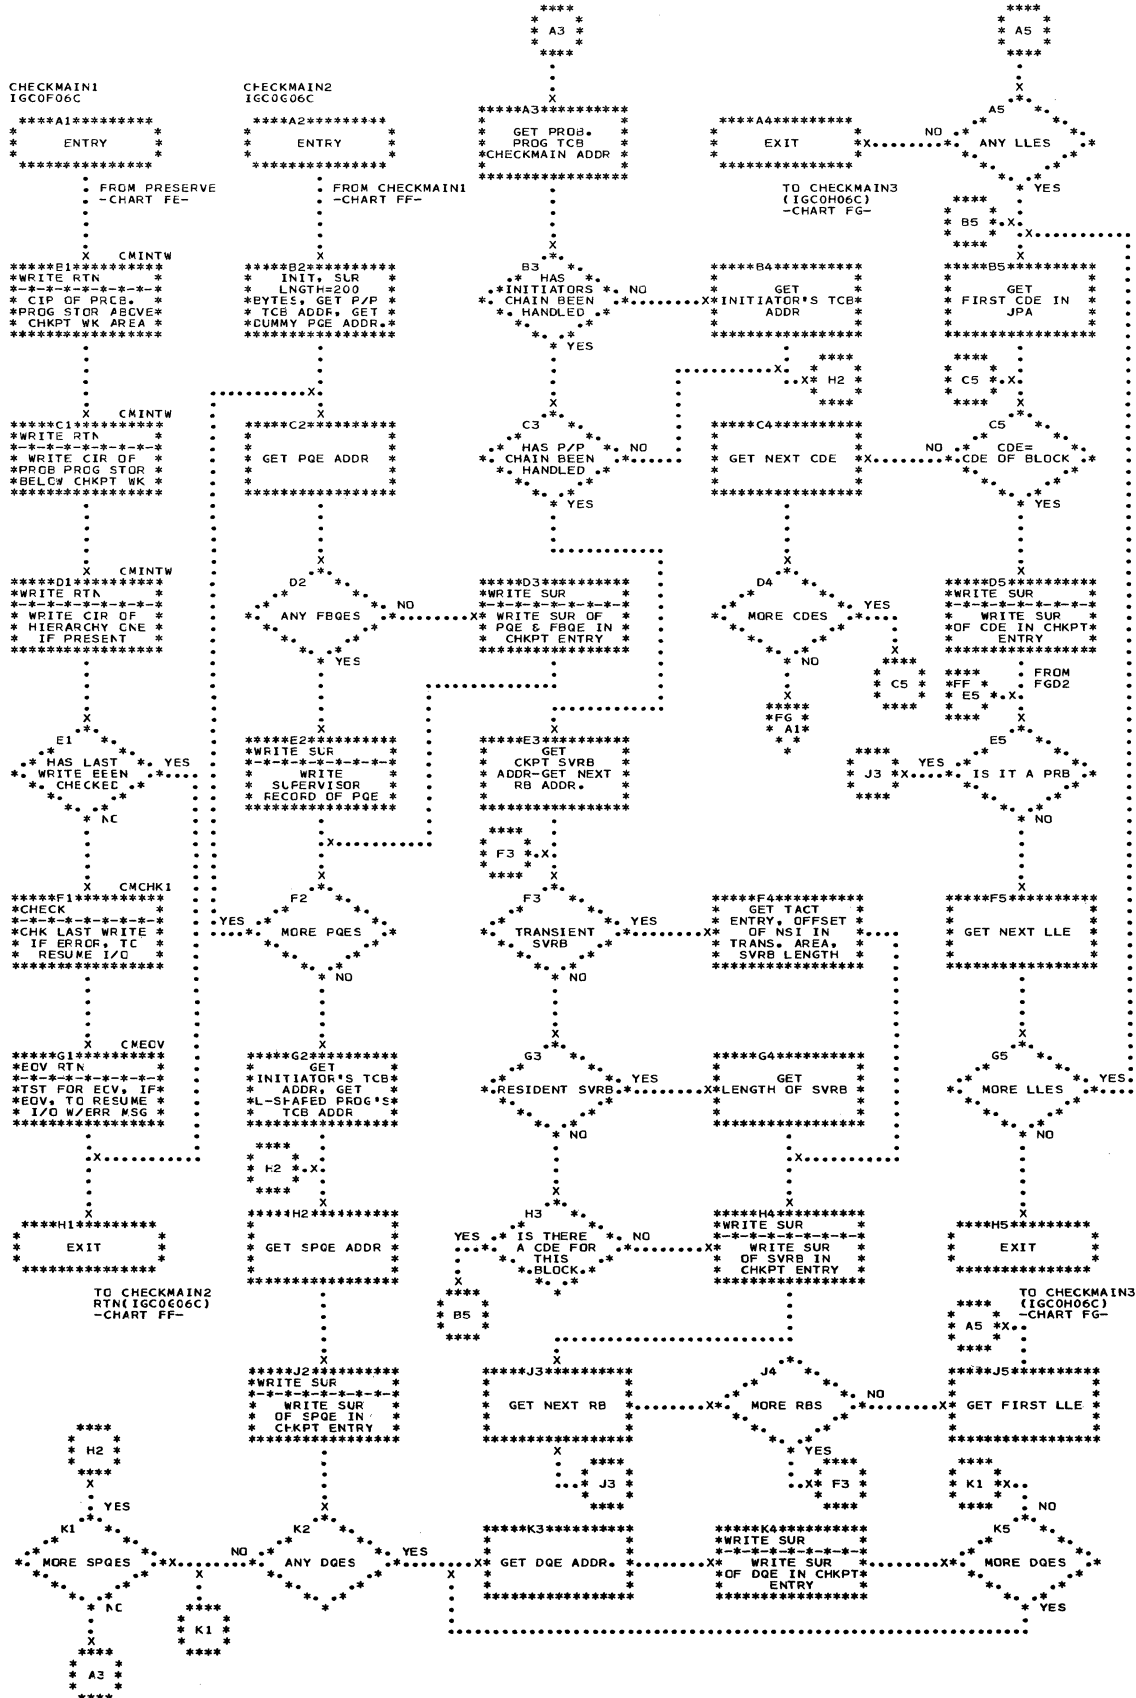 A3
A5
CHECKMAIN1
IGC0F06C
CHECKMAIN2
IGC0G06C
*****A3**********
GET PROB.
PROG TCB
*CHECKMAIN ADDR *
****A1*********
ENTRY
****A2*********
ENTRY
****A4*********
EXIT
NO
A5
ANY LLES
YES
FROM PRESERVE
-CHART FE-
FROM CHECKMAIN1
-CHART FF-
TO CHECKMAIN3
(IGC0H06C)
-CHART FG-
B5
CMINTW
*****B1**********
*WRITE RTN *
*-*-*-*-*-*-*-*-*
* CIP OF PRCB. *
*PROG STOR ABCVE*
* CHKPT WK AREA *
*****B2**********
INIT. SUR
LNGTH=200
*BYTES, GET P/P *
* TCB ADDR, GET *
*DUMMY PQE ADDR.*
B3
HAS
INITIATORS
CHAIN BEEN
HANDLED
NO
YES
*****B4**********
GET
*INITIATOR'S TCB*
ADDR
*****B5**********
GET
FIRST CDE IN
JPA
H2
C5
CMINTW
*****C1**********
*WRITE RTN *
*-*-*-*-*-*-*-*-*
* WRITE CIR OF *
*PROB PROG STOR *
*BELOW CHKPT WK *
*****C2**********
GET PQE ADDR
C3
HAS P/P
CHAIN BEEN
HANDLED
NO
YES
*****C4**********
GET NEXT CDE
NO
C5
CDE=
CDE OF BLOCK
YES
CMINTW
*****D1**********
*WRITE RTN *
*-*-*-*-*-*-*-*-*
* WRITE CIR OF *
* HIERARCHY CNE *
IF PRESENT
D2
ANY FBQES
NO
YES
*****D3**********
*WRITE SUR *
*-*-*-*-*-*-*-*-*
* WRITE SUR OF *
* PQE & FBQE IN *
* CHKPT ENTRY *
D4
MORE CDES
YES
NO
*****D5**********
*WRITE SUR *
*-*-*-*-*-*-*-*-*
WRITE SUR
*OF CDE IN CHKPT*
ENTRY
C5
FROM
FGD2
*FF *
E5
*FG *
A1
E1
HAS LAST
WRITE BEEN
CHECKED
YES
NC
*****E2**********
*WRITE SUR *
*-*-*-*-*-*-*-*-*
WRITE
SUPERVISOR
* RECORD OF PQE *
*****E3**********
GET
CKPT SVRB
ADDR-GET NEXT
RB ADDR.
J3
YES
E5
IS IT A PRB
NO
F3
CMCHK1
*****F1**********
*CHECK *
*-*-*-*-*-*-*-*-*
*CHK LAST WRITE *
* IF ERROR, TC *
RESUME I/O
YES
F2
MORE PQES
NO
F3
TRANSIENT
SVRB
YES
NO
*****F4**********
GET TACT
* ENTRY, OFFSET *
OF NSI IN
* TRANS. AREA, *
* SVRB LENGTH *
*****F5**********
GET NEXT LLE
CMEOV
*****G1**********
*EOV RTN *
*-*-*-*-*-*-*-*-*
*TST FOR ECV, IF*
*EOV, TO RESUME *
* I/O W/ERR MSG *
*****G2**********
GET
*INITIATOR'S TCB*
ADDR, GET
*L-SHAPED PROG'S*
TCB ADDR
G3
RESIDENT SVRB
YES
NO
*****G4**********
GET
*LENGTH OF SVRB *
G5
MORE LLES
YES
NO
H2
****H1*********
EXIT
*****H2**********
GET SPQE ADDR
YES
H3
IS THERE
A CDE FOR
THIS
BLOCK
NO
*****H4**********
*WRITE SUR *
*-*-*-*-*-*-*-*-*
WRITE SUR
OF SVRB IN
* CHKPT ENTRY *
****H5*********
EXIT
TO CHECKMAIN2
RTN(IGC0G06C)
-CHART FF-
B5
A5
TO CHECKMAIN3
(IGC0H06C)
-CHART FG-
*****J2**********
*WRITE SUR *
*-*-*-*-*-*-*-*-*
WRITE SUR
OF SPQE IN
* CHKPT ENTRY *
*****J3**********
GET NEXT RB
J4
MORE RBS
NO
YES
*****J5**********
GET FIRST LLE
H2
J3
F3
K1
YES
K1
MORE SPQES
NC
NO
K2
ANY DQES
YES
*****K3**********
GET DQE ADDR.
*****K4**********
*WRITE SUR *
*-*-*-*-*-*-*-*-*
WRITE SUR
*OF DQE IN CHKPT*
ENTRY
NO
K5
MORE DQES
YES
K1
A3